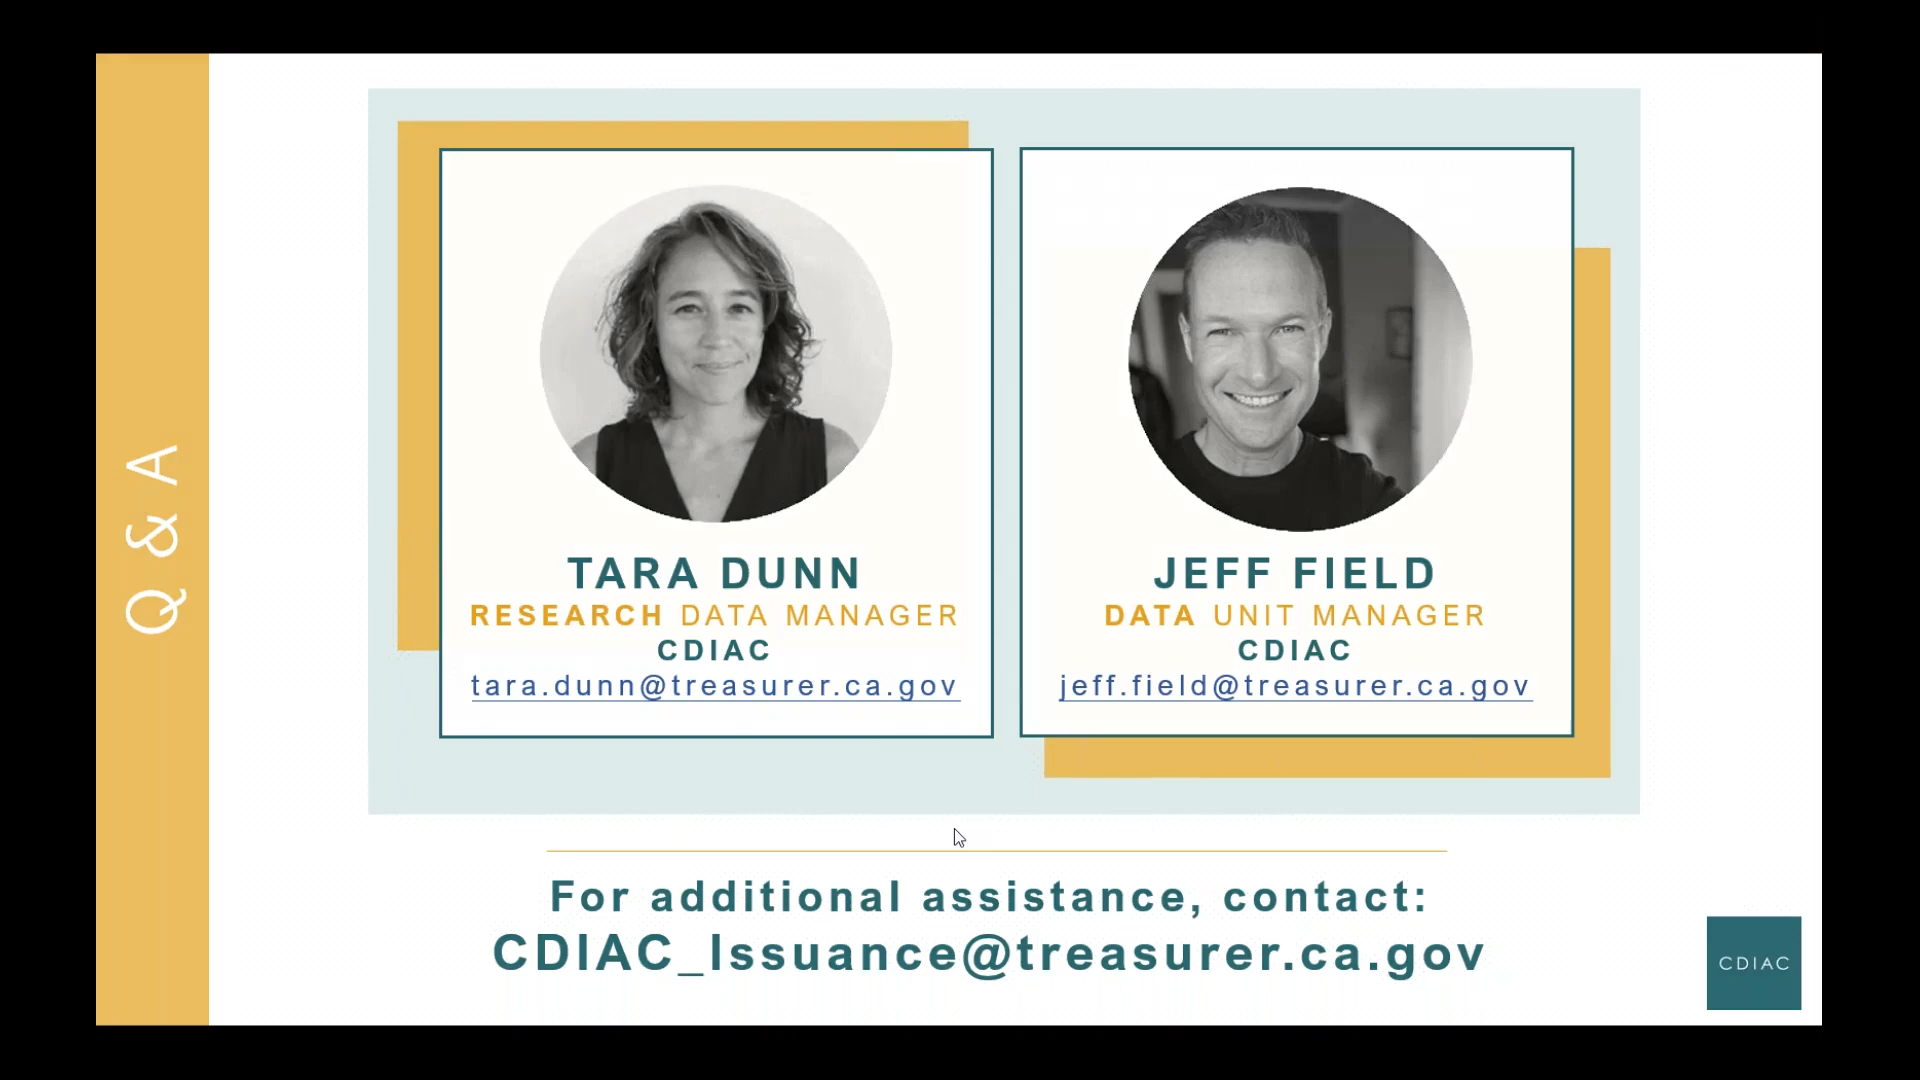 Q & A
TARA DUNN
RESEARCH DATA MANAGER
CDIAC
tara.dunn@treasurer.ca.gov
JEFF FIELD
DATA UNIT MANAGER
CDIAC
jeff.field@treasurer.ca.gov
For additional assistance, contact:
CDIAC_Issuance@treasurer.ca.gov
CDIAC